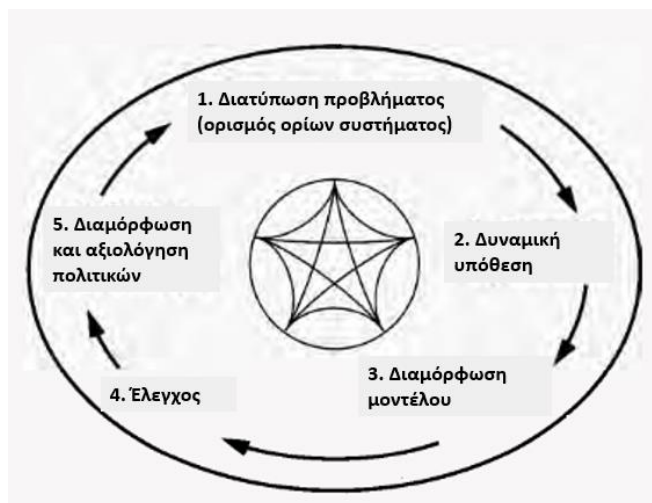 1. Διατύπωση προβλήματος
(ορισμός ορίων συστήματος)
2. Δυναμική
υπόθεση
3. Διαμόρφωση
μοντέλου
4. Έλεγχος
5. Διαμόρφωση
και αξιολόγηση
πολιτικών